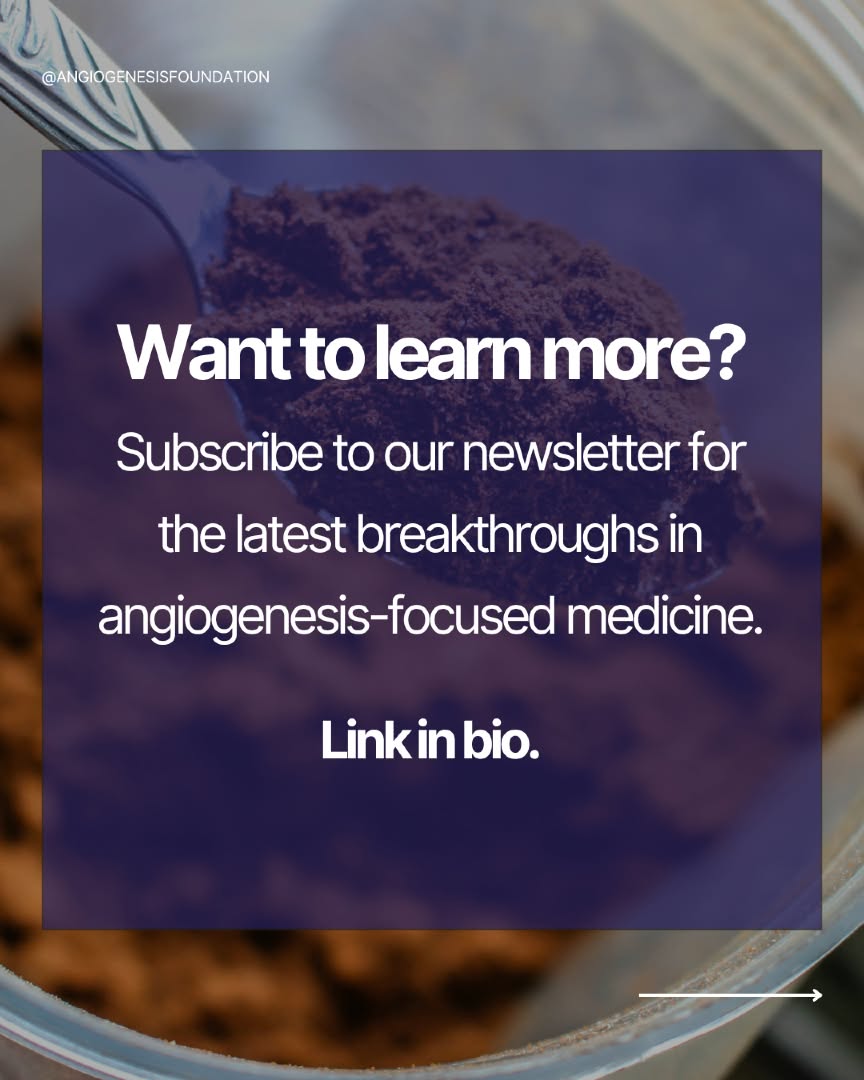 @ANGIOGENESISFOUNDATION
Want to learn more?
Subscribe to our newsletter for
the latest breakthroughs in
angiogenesis-focused medicine.
Link in bio.